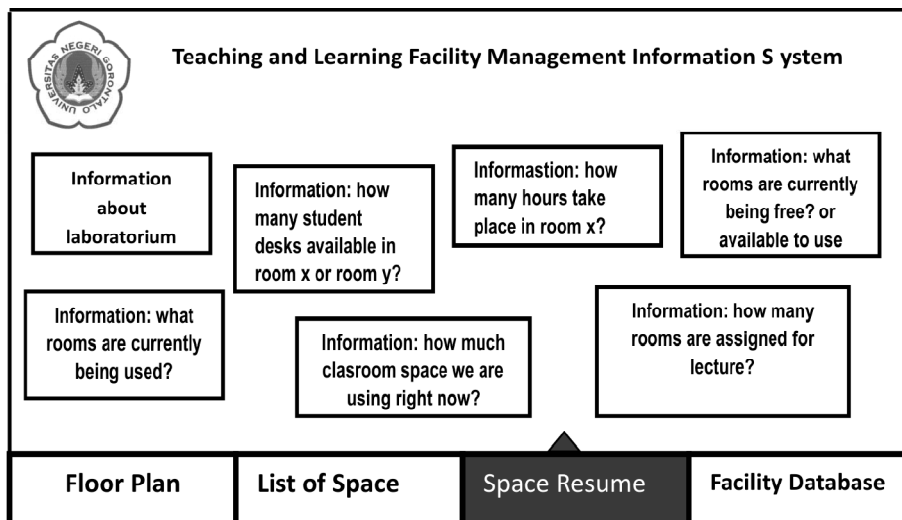 UNIVERSITAS NEGERI GORONTALO
Teaching and Learning Facility Management Information S ystem
Information
about
laboratorium
Information: how
many student
desks available in
room x or room y?
Informastion: how
many hours take
place in room x?
Information: what
rooms are currently
being free? or
available to use
Information: what
rooms are currently
being used?
Information: how much
clasroom space we are
using right now?
Information: how many
rooms are assigned for
lecture?
Floor Plan
List of Space
Space Resume
Facility Database